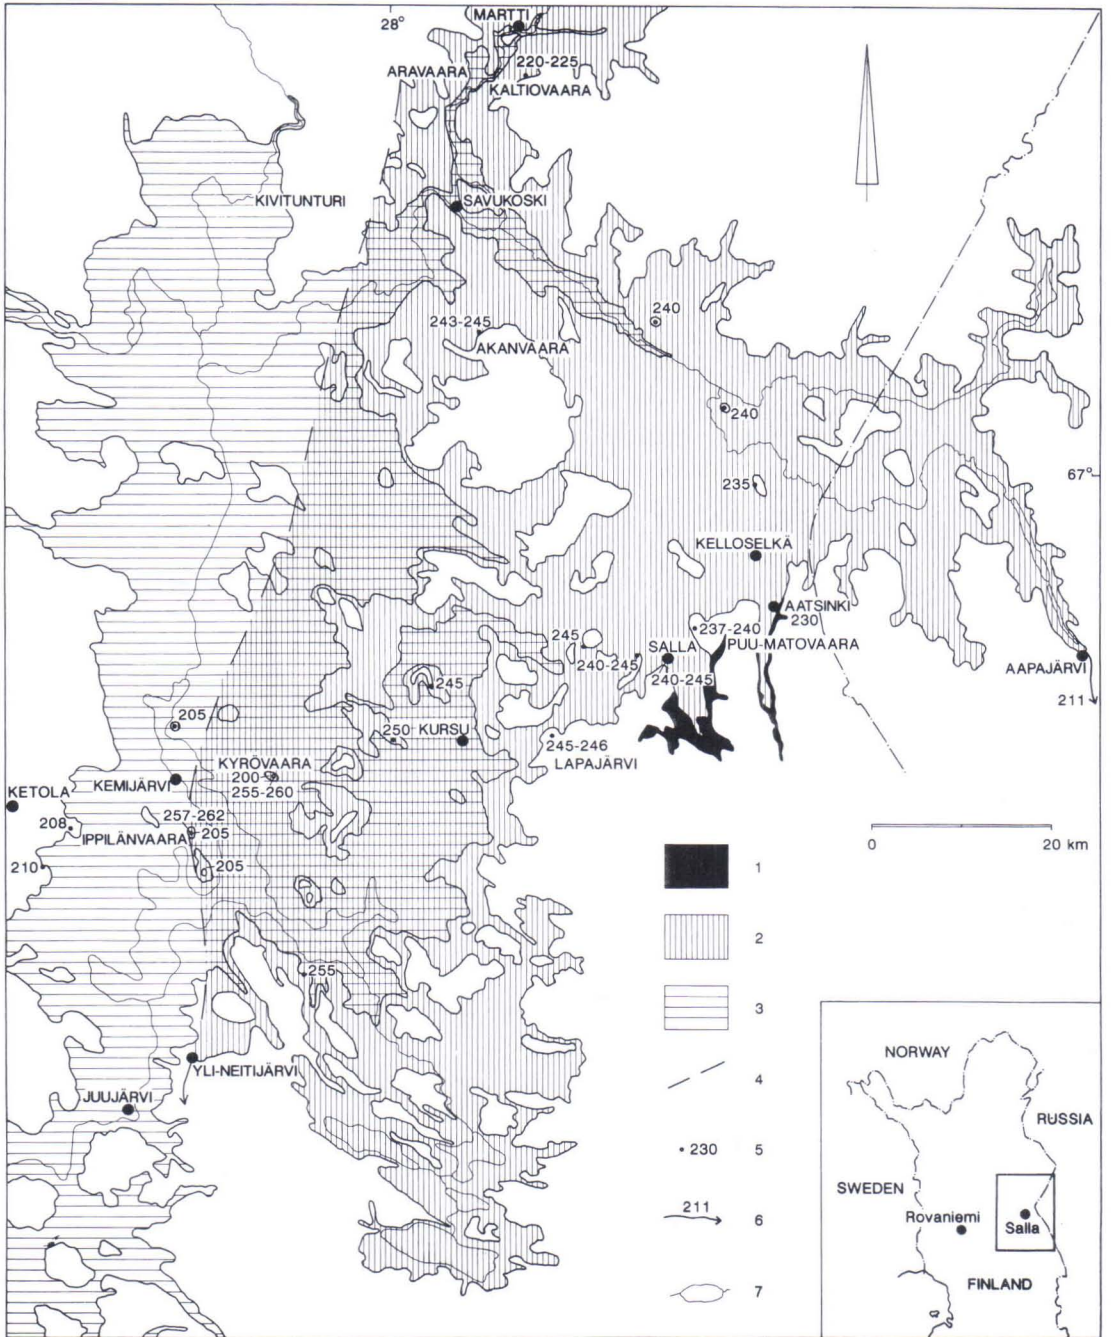 MARTTI
28°
220-225
ARAVAARA
KALTIOVAARA
KIVITUNTURI
SAVUKOSKI
240
243-245
AKANVAARA
240
67°
235
KELLOSELKÄ
AATSINKI
230
237-240
245
SALLA
PUU-MATOVAARA
240-245
240-245
AAPAJÄRVI
245
211
205
250 KURSU
245-246
LAPAJÄRVI
KYRÖVAARA
200
255-260
KEMIJÄRVI
KETOLA
257-262
208
IPPILÄNVAARA
205
210
205
0 20 km
1
2
255
3
YLI-NEITIJÄRVI
4
JUUJÄRVI
230 5
211 6
7
NORWAY
RUSSIA
SWEDEN
Rovaniemi
Salla
FINLAND